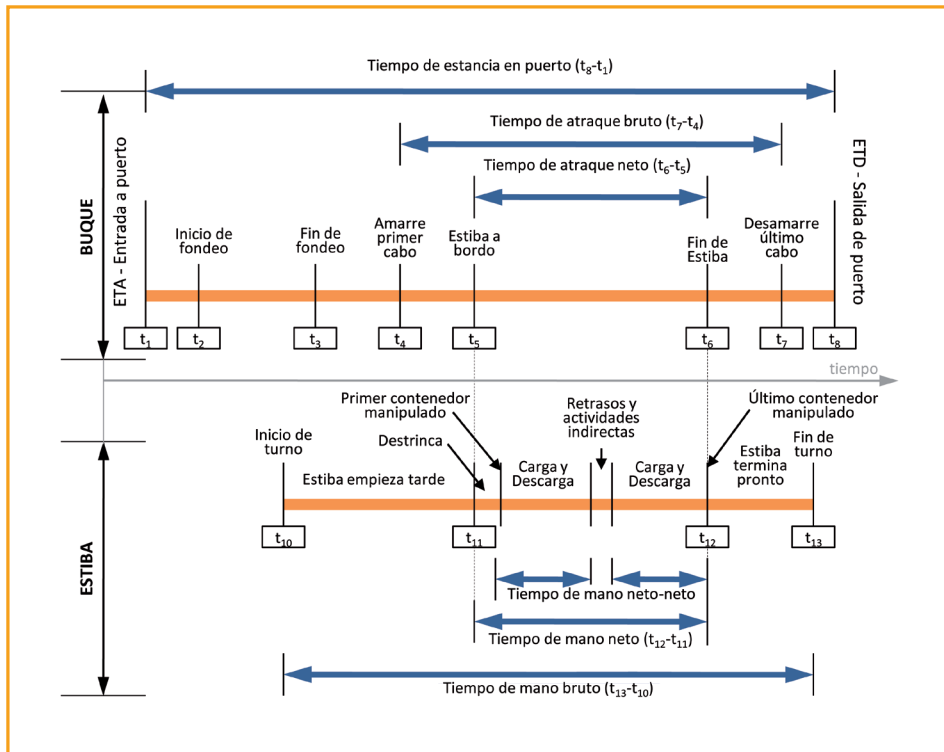 Tiempo de estancia en puerto (t₈-t₁)
Tiempo de atraque bruto (t₇-t₄)
Tiempo de atraque neto (t₆-t₅)
BUQUE
ETA - Entrada a puerto
Inicio de
fondeo
Fin de
fondeo
Amarre
primer
cabo
Estiba a
bordo
Fin de
Estiba
Desamarre
último
cabo
ETD - Salida de puerto
t₁
t₂
t₃
t₄
t₅
t₆
t₇
t₈
tiempo
ESTIBA
Inicio de
turno
Estiba empieza tarde
Destrinca
Primer contenedor
manipulado
Carga y
Descarga
Retrasos y
actividades
indirectas
Carga y
Descarga
Último contenedor
manipulado
Estiba
termina
pronto
Fin de
turno
t₁₀
t₁₁
t₁₂
t₁₃
Tiempo de mano neto-neto
Tiempo de mano neto (t₁₂-t₁₁)
Tiempo de mano bruto (t₁₃-t₁₀)